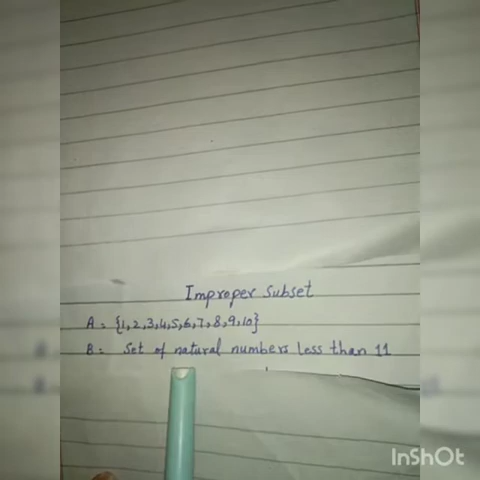 Improper Subset
A = {1,2,3,4,5,6,7,8,9,10}
B = Set of natural numbers less than 11
InShOt